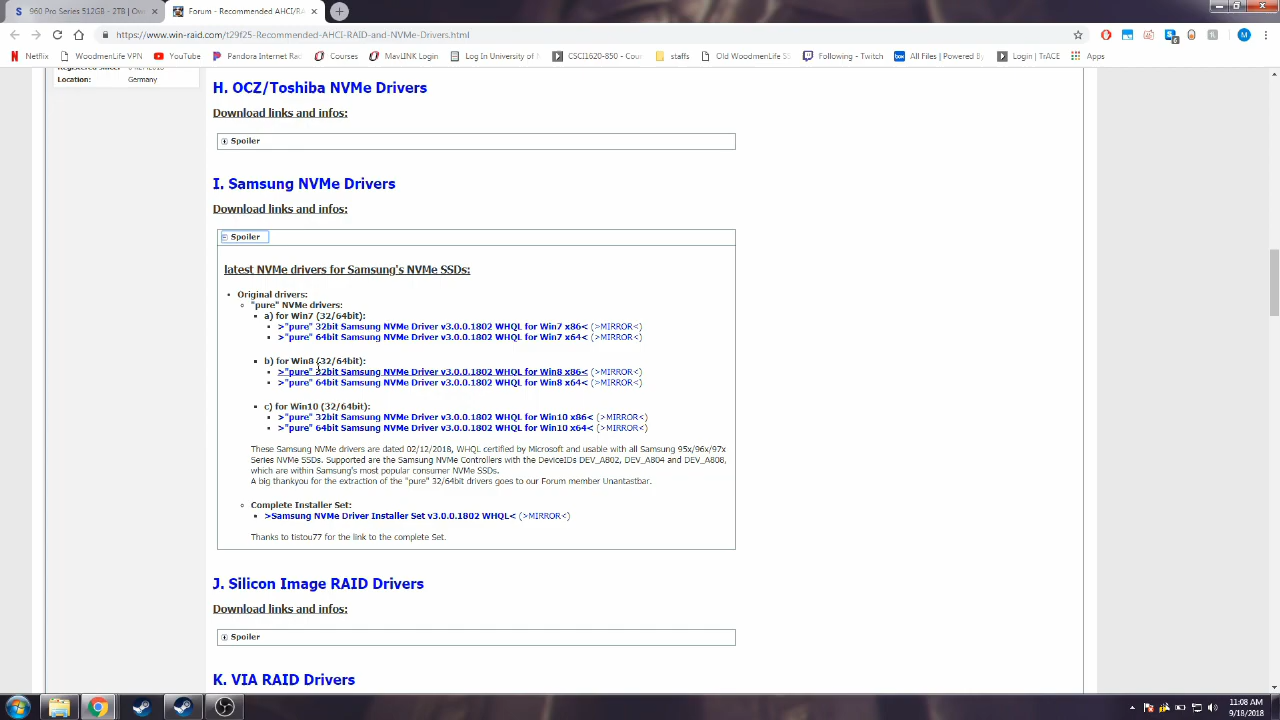 960 Pro Series 512GB - 2TB | Ow
Forum - Recommended AHCI/RA
https://www.win-raid.com/t29f25-Recommended-AHCI-RAID-and-NVMe-Drivers.html
Netflix
WoodmenLife VPN
YouTube
Pandora Internet Rad
Courses
MavLINK Login
Log In University of
CSCI1620-850 - Cour
staffs
Old WoodmenLife SS
Following - Twitch
All Files | Powered By
Login | TrACE
Apps
Location: Germany
H. OCZ/Toshiba NVMe Drivers
Download links and infos:
Spoiler
I. Samsung NVMe Drivers
Download links and infos:
Spoiler
latest NVMe drivers for Samsung's NVMe SSDs:
Original drivers:
"pure" NVMe drivers:
a) for Win7 (32/64bit):
>"pure" 32bit Samsung NVMe Driver v3.0.0.1802 WHQL for Win7 x86< (>MIRROR<)
>"pure" 64bit Samsung NVMe Driver v3.0.0.1802 WHQL for Win7 x64< (>MIRROR<)
b) for Win8 (32/64bit):
>"pure" 32bit Samsung NVMe Driver v3.0.0.1802 WHQL for Win8 x86< (>MIRROR<)
>"pure" 64bit Samsung NVMe Driver v3.0.0.1802 WHQL for Win8 x64< (>MIRROR<)
c) for Win10 (32/64bit):
>"pure" 32bit Samsung NVMe Driver v3.0.0.1802 WHQL for Win10 x86< (>MIRROR<)
>"pure" 64bit Samsung NVMe Driver v3.0.0.1802 WHQL for Win10 x64< (>MIRROR<)
These Samsung NVMe drivers are dated 02/12/2018, WHQL certified by Microsoft and usable with all Samsung 95x/96x/97x
Series NVMe SSDs. Supported are the Samsung NVMe Controllers with the DeviceIDs DEV_A802, DEV_A804 and DEV_A808,
which are within Samsung's most popular consumer NVMe SSDs.
A big thankyou for the extraction of the "pure" 32/64bit drivers goes to our Forum member Unantastbar.
Complete Installer Set:
>Samsung NVMe Driver Installer Set v3.0.0.1802 WHQL< (>MIRROR<)
Thanks to tistou77 for the link to the complete Set.
J. Silicon Image RAID Drivers
Download links and infos:
Spoiler
K. VIA RAID Drivers
11:08 AM
9/18/2018